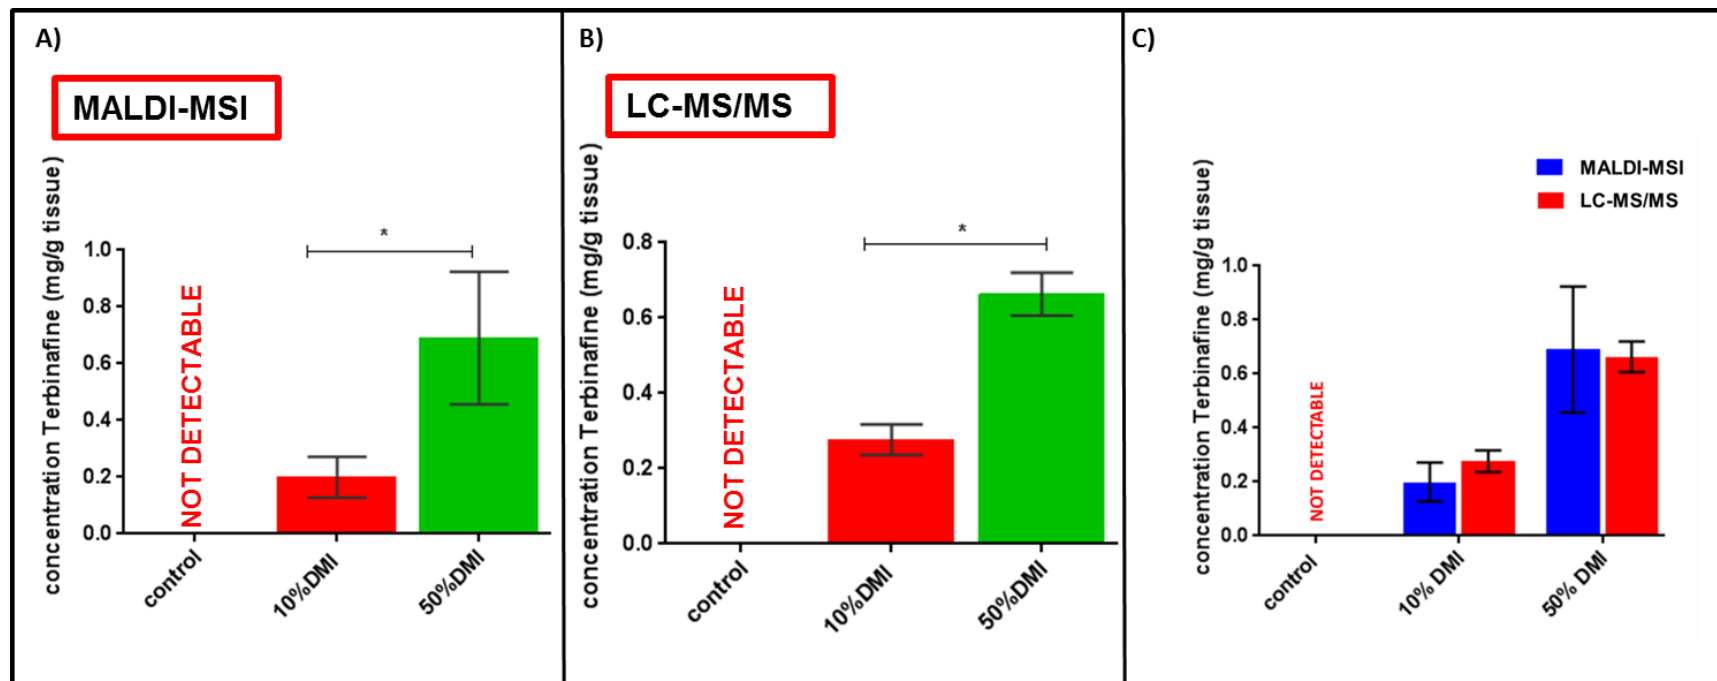 A)
MALDI-MSI
concentration Terbinafine (mg/g tissue)
1.0
0.8
0.6
0.4
0.2
0.0
*
NOT DETECTABLE
control
10%DMI
50%DMI
B)
LC-MS/MS
concentration Terbinafine (mg/g tissue)
0.8
0.6
0.4
0.2
0.0
*
NOT DETECTABLE
control
10%DMI
50%DMI
C)
MALDI-MSI
LC-MS/MS
concentration Terbinafine (mg/g tissue)
1.0
0.8
0.6
0.4
0.2
0.0
NOT DETECTABLE
control
10% DMI
50% DMI